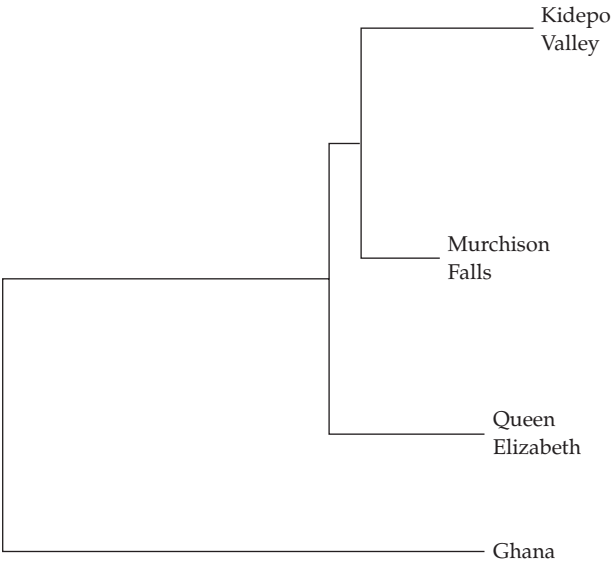 Kidepo
Valley
Murchison
Falls
Queen
Elizabeth
Ghana